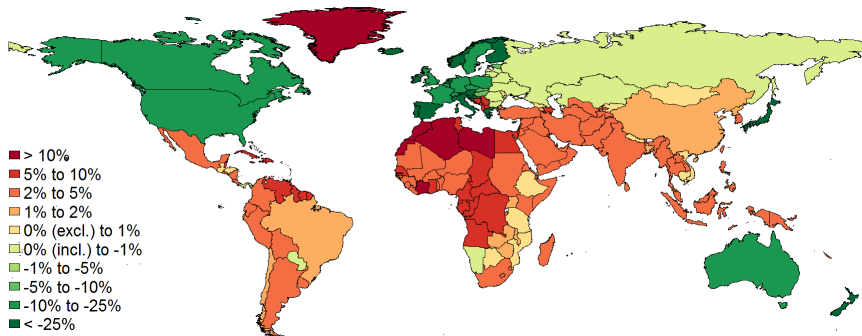 > 10%
5% to 10%
2% to 5%
1% to 2%
0% (excl.) to 1%
0% (incl.) to -1%
-1% to -5%
-5% to -10%
-10% to -25%
< -25%